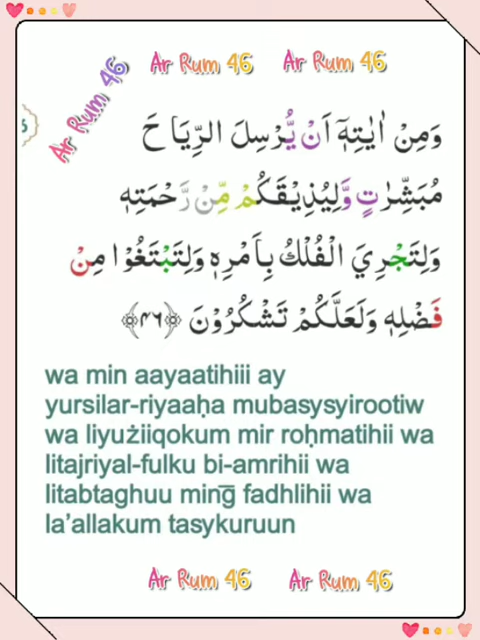 Ar Rum 46
Ar Rum 46
Ar Rum 46
وَمِنْ اٰيٰتِهٖٓ اَنْ يُّرْسِلَ الرِّيَاحَ
مُبَشِّرٰتٍ وَّلِيُذِيْقَكُمْ مِّنْ رَّحْمَتِهٖ
وَلِتَجْرِيَ الْفُلْكُ بِاَمْرِهٖ وَلِتَبْتَغُوْا مِنْ
فَضْلِهٖ وَلَعَلَّكُمْ تَشْكُرُوْنَ ﴿٤٦﴾
wa min aayaatihiii ay
yursilar-riyaaḥa mubasysyirootiw
wa liyużiiqokum mir roḥmatihii wa
litajriyal-fulku bi-amrihii wa
litabtaghuu ming̅ fadhlihii wa
la’allakum tasykuruun
Ar Rum 46
Ar Rum 46